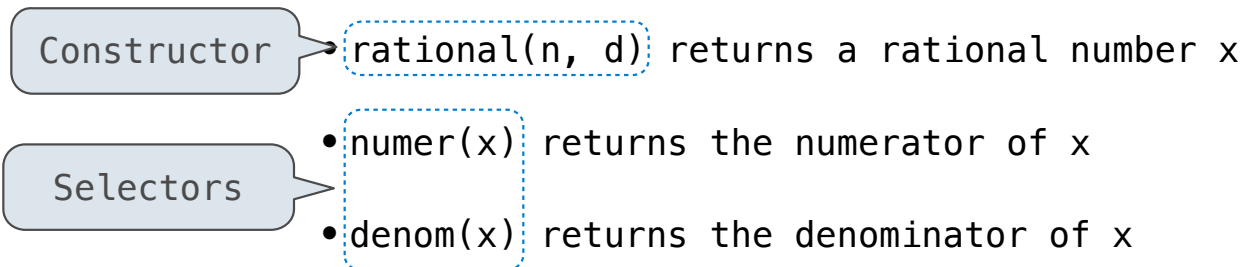 Constructor
• rational(n, d) returns a rational number x
• numer(x) returns the numerator of x
Selectors
• denom(x) returns the denominator of x